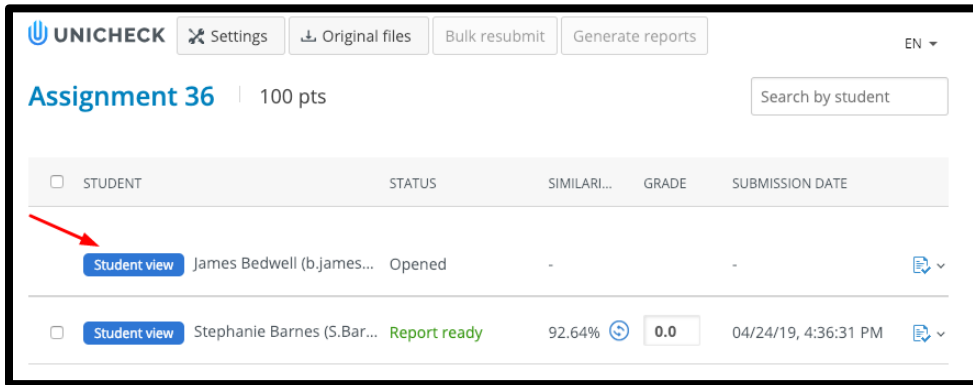 UNICHECK Settings Original files Bulk resubmit Generate reports EN
Assignment 36 100 pts Search by student
STUDENT STATUS SIMILARI... GRADE SUBMISSION DATE
Student view James Bedwell (b.james... Opened - -
Student view Stephanie Barnes (S.Bar... Report ready 92.64% 0.0 04/24/19, 4:36:31 PM